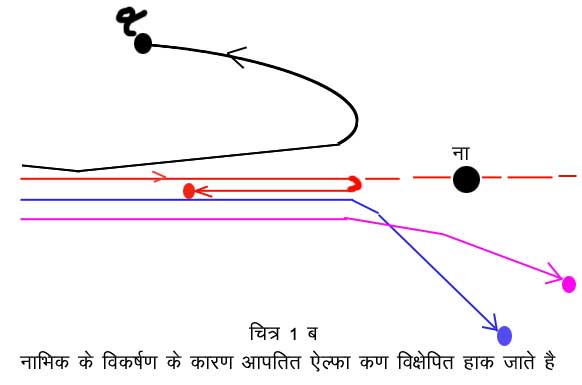 α
ना
चित्र 1 ब
नाभिक के विकर्षण के कारण आपतित ऐल्फा कण विक्षेपित हाक जाते है